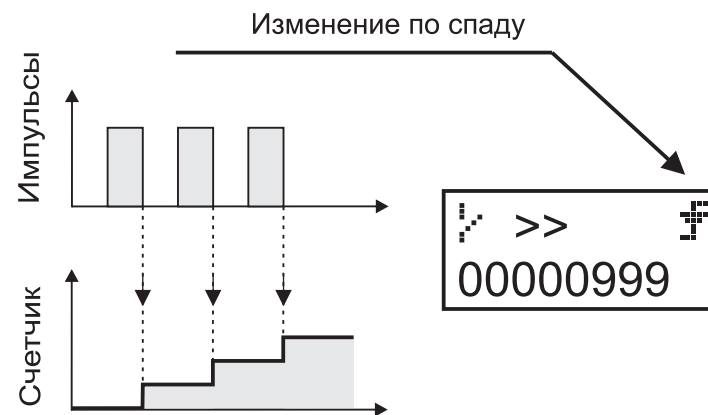 Изменение по спаду
Импульсы
>>
00000999
Счетчик